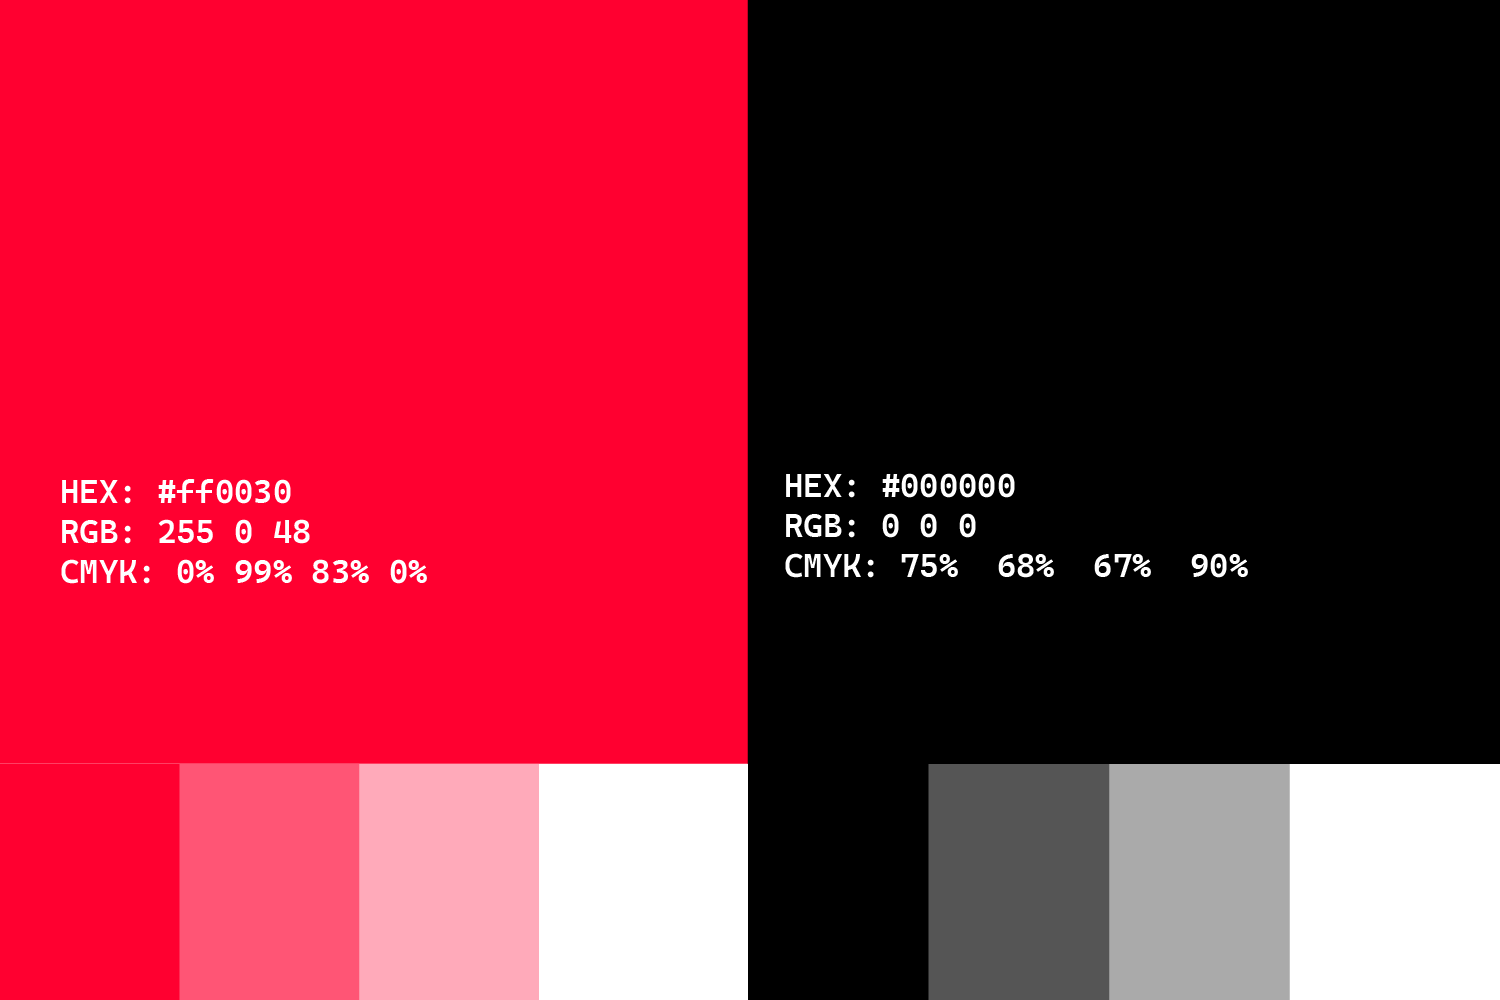 HEX: #ff0030
RGB: 255 0 48
CMYK: 0% 99% 83% 0%
HEX: #000000
RGB: 0 0 0
CMYK: 75% 68% 67% 90%